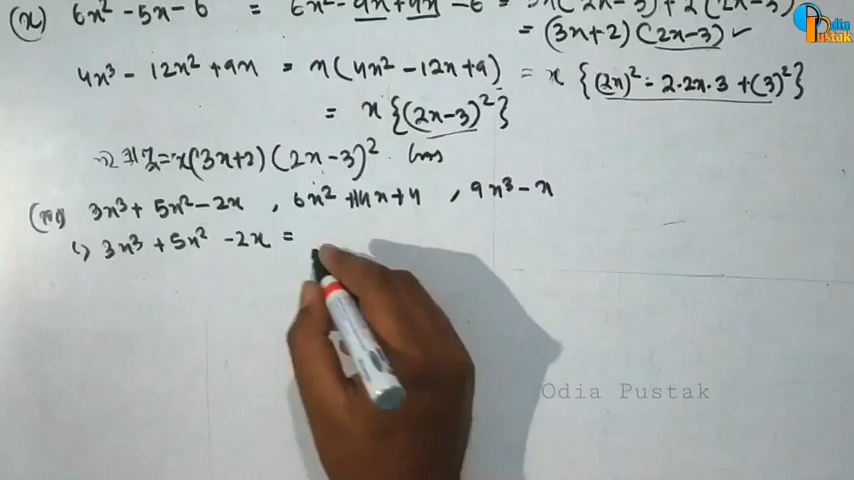 (x) 6x² - 5x - 6 = 6x² - 9x + 4x - 6 = 3x(2x-3) + 2(2x-3)
= (3x+2)(2x-3) ✓
4x³ - 12x² + 9x = x(4x² - 12x + 9) = x{(2x)² - 2·2x·3 + (3)²}
= x{(2x-3)²}
= x(3x+2)(2x-3)² Ans
3x³ + 5x² - 2x , 6x² + 14x + 4 , 9x³ - x
3x³ + 5x² - 2x =
Odia Pustak
Odia Pustak